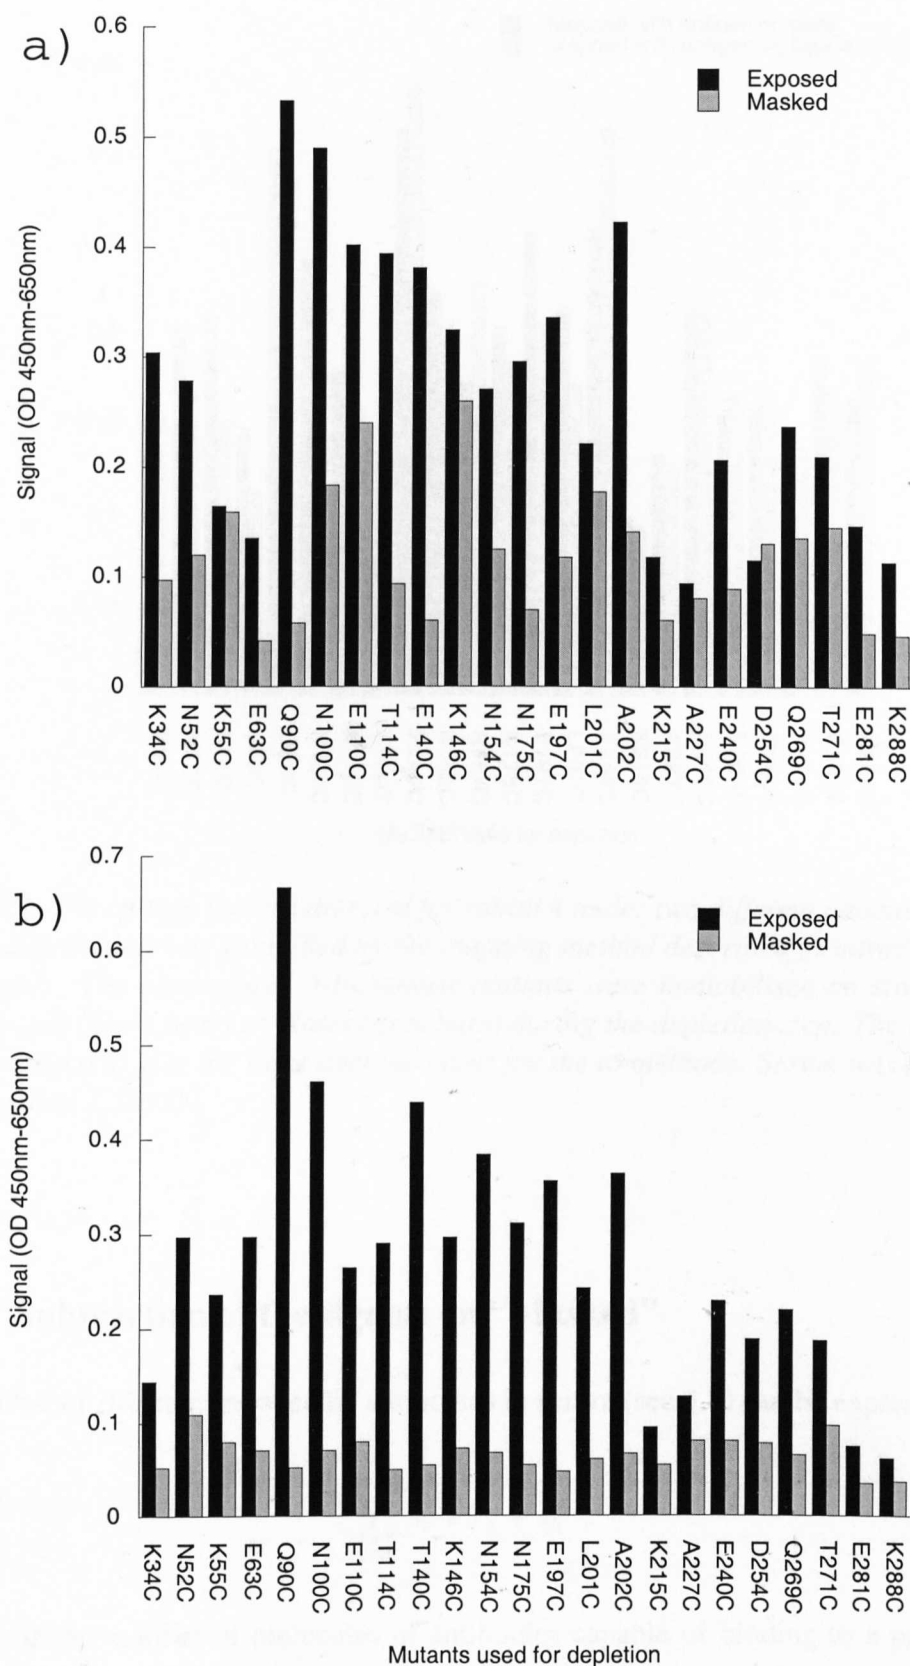 a)
Exposed
Masked
0.6
0.5
0.4
0.3
0.2
0.1
0
Signal (OD 450nm-650nm)
K34C
N52C
K55C
E63C
Q90C
N100C
E110C
T114C
E140C
K146C
N154C
N175C
E197C
L201C
A202C
K215C
A227C
E240C
D254C
Q269C
T271C
E281C
K288C
b)
Exposed
Masked
0.7
0.6
0.5
0.4
0.3
0.2
0.1
0
Signal (OD 450nm-650nm)
K34C
N52C
K55C
E63C
Q90C
N100C
E110C
T114C
T140C
K146C
N154C
N175C
E197C
L201C
A202C
K215C
A227C
E240C
D254C
Q269C
T271C
E281C
K288C
Mutants used for depletion